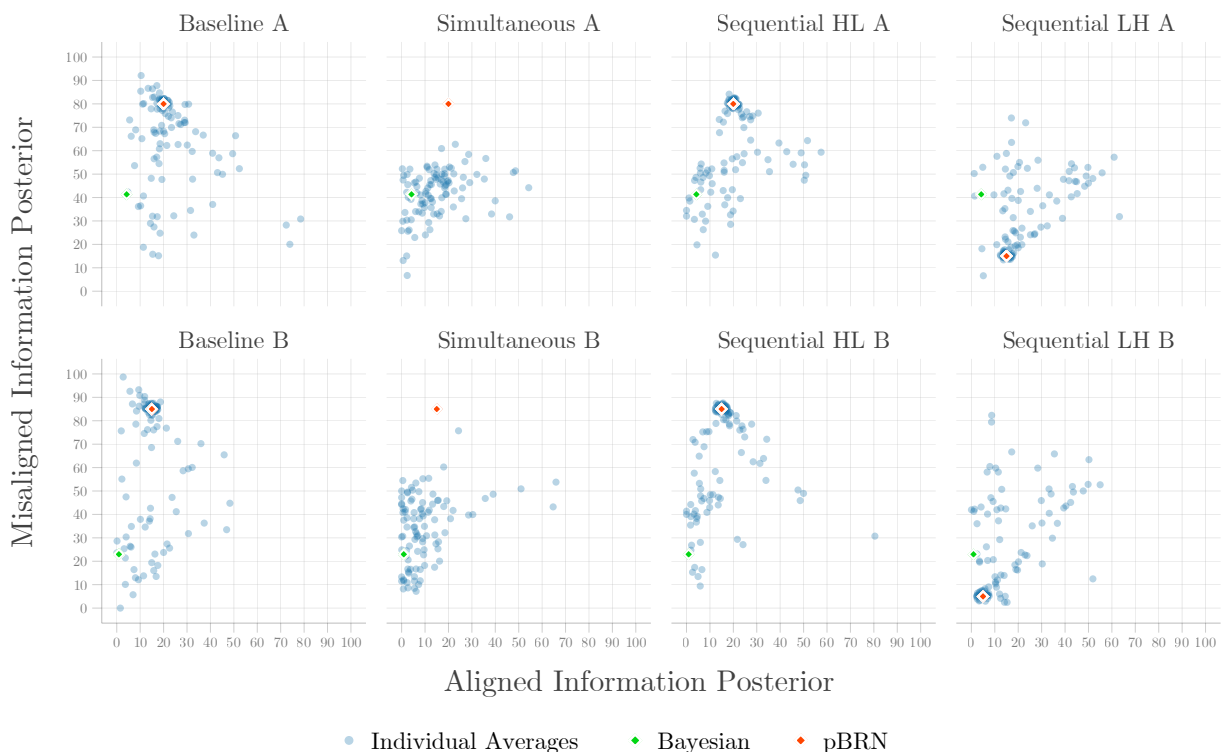 Baseline A
Simultaneous A
Sequential HL A
Sequential LH A
100
90
80
70
60
50
40
30
20
10
0
Misaligned Information Posterior
Baseline B
Simultaneous B
Sequential HL B
Sequential LH B
100
90
80
70
60
50
40
30
20
10
0
0 10 20 30 40 50 60 70 80 90 100
0 10 20 30 40 50 60 70 80 90 100
0 10 20 30 40 50 60 70 80 90 100
0 10 20 30 40 50 60 70 80 90 100
Aligned Information Posterior
Individual Averages Bayesian pBRN